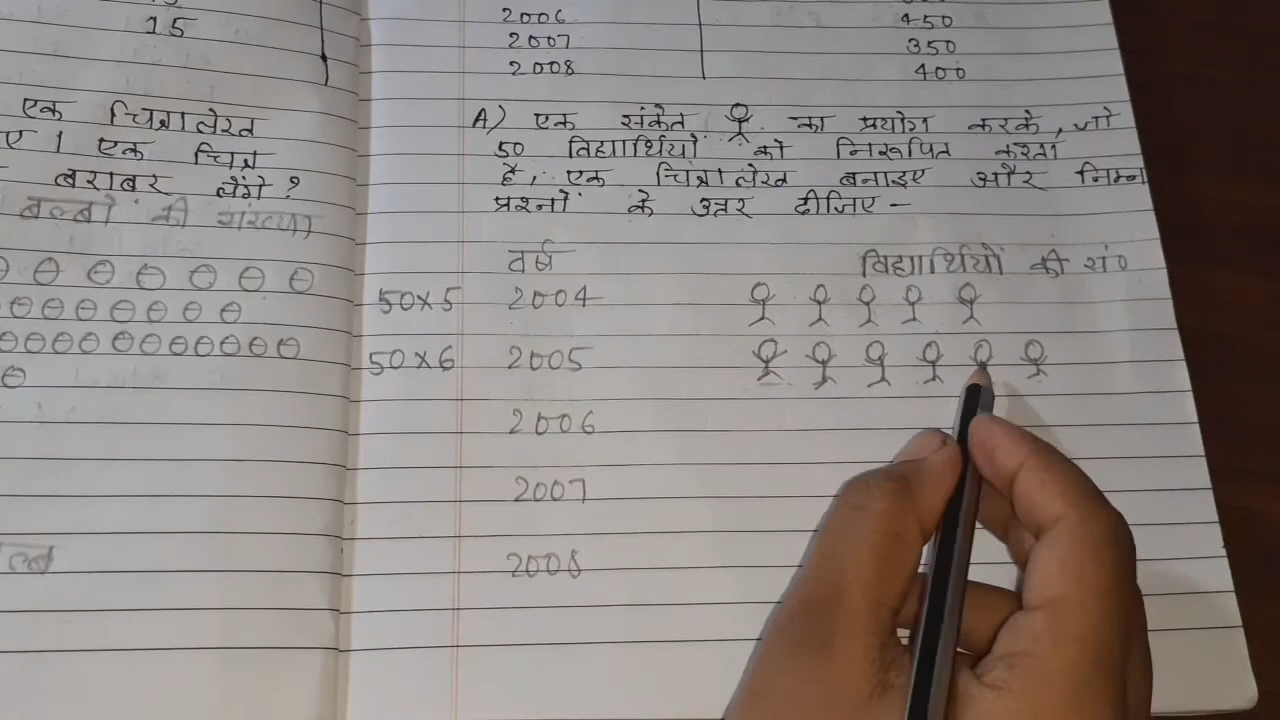 15
एक चित्रालेख
ए। एक चित्र
बराबर लेंगे?
बल्बों की संख्या
2006 450
2007 350
2008 400
A) एक संकेत का प्रयोग करके, जो
50 विद्यार्थियों को निरूपित करता
है, एक चित्रालेख बनाइए और निम्न
प्रश्नों के उत्तर दीजिए-
वर्ष विद्यार्थियों की सं०
50×5 2004
50×6 2005
2006
2007
2008